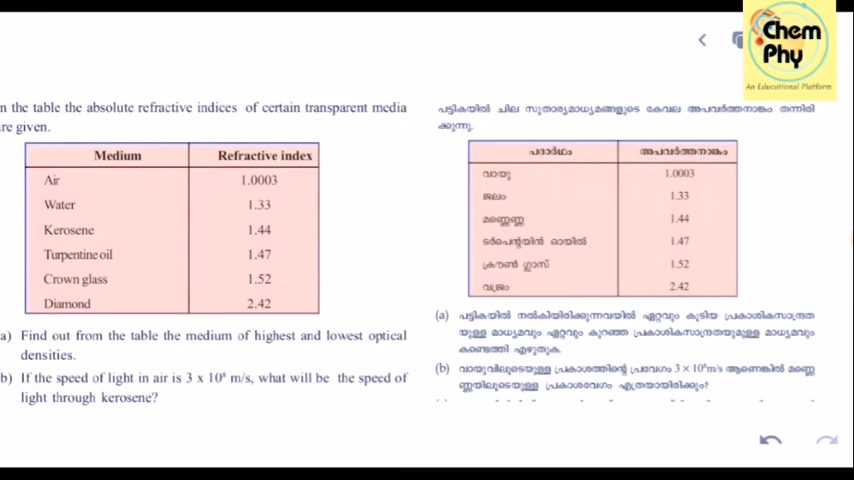 Chem
Phy
An Educational Platform
n the table the absolute refractive indices of certain transparent media
re given.
Medium Refractive index
Air 1.0003
Water 1.33
Kerosene 1.44
Turpentine oil 1.47
Crown glass 1.52
Diamond 2.42
a) Find out from the table the medium of highest and lowest optical
densities.
b) If the speed of light in air is 3 x 10⁸ m/s, what will be the speed of
light through kerosene?
പട്ടികയിൽ ചില സുതാര്യമാധ്യമങ്ങളുടെ കേവല അപവർത്തനാങ്കം തന്നിരി
ക്കുന്നു.
പദാർഥം അപവർത്തനാങ്കം
വായു 1.0003
ജലം 1.33
മണ്ണെണ്ണ 1.44
ടർപെന്റയിൻ ഓയിൽ 1.47
ക്രൗൺ ഗ്ലാസ് 1.52
വജ്രം 2.42
(a) പട്ടികയിൽ നൽകിയിരിക്കുന്നവയിൽ ഏറ്റവും കൂടിയ പ്രകാശികസാന്ദ്രത
യുള്ള മാധ്യമവും ഏറ്റവും കുറഞ്ഞ പ്രകാശികസാന്ദ്രതയുമുള്ള മാധ്യമവും
കണ്ടെത്തി എഴുതുക.
(b) വായുവിലൂടെയുള്ള പ്രകാശത്തിന്റെ പ്രവേഗം 3 × 10⁸m/s ആണെങ്കിൽ മണ്ണെ
ണ്ണയിലൂടെയുള്ള പ്രകാശവേഗം എത്രയായിരിക്കും?